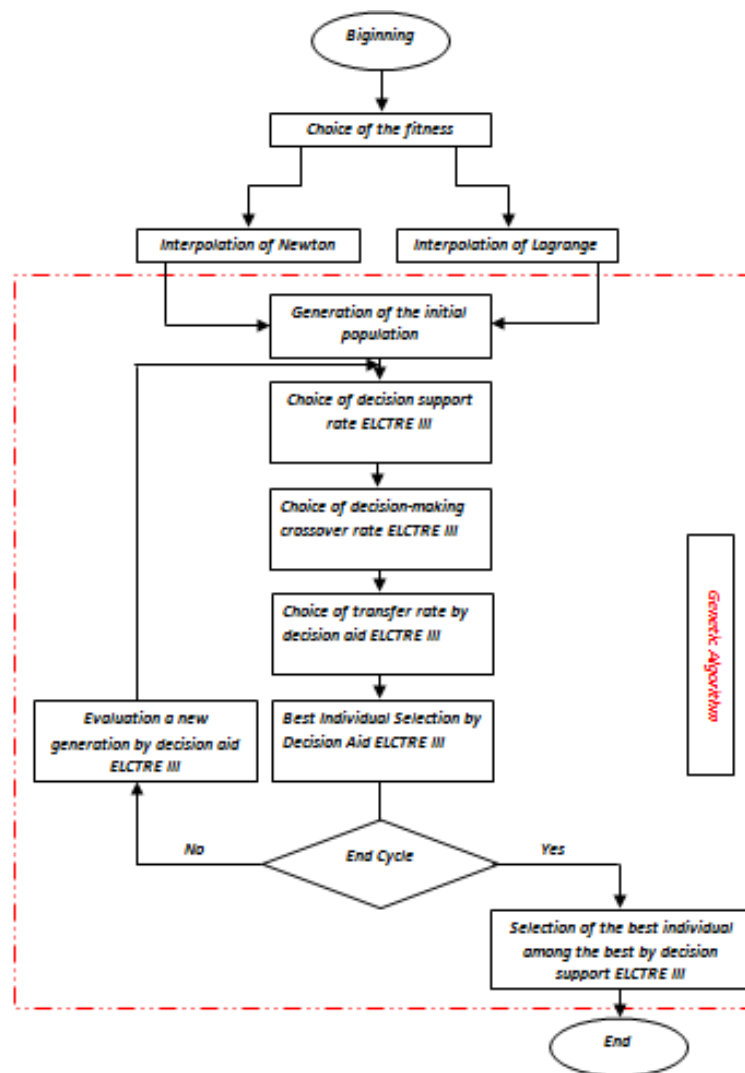 Biginning
Choice of the fitness
Interpolation of Newton
Interpolation of Lagrange
Generation of the initial
population
Choice of decision support
rate ELCTRE III
Choice of decision-making
crossover rate ELCTRE III
Choice of transfer rate by
decision aid ELCTRE III
Genetic Algorithm
Evaluation a new
generation by decision aid
ELCTRE III
Best Individual Selection by
Decision Aid ELCTRE III
No
End Cycle
Yes
Selection of the best individual
among the best by decision
support ELCTRE III
End